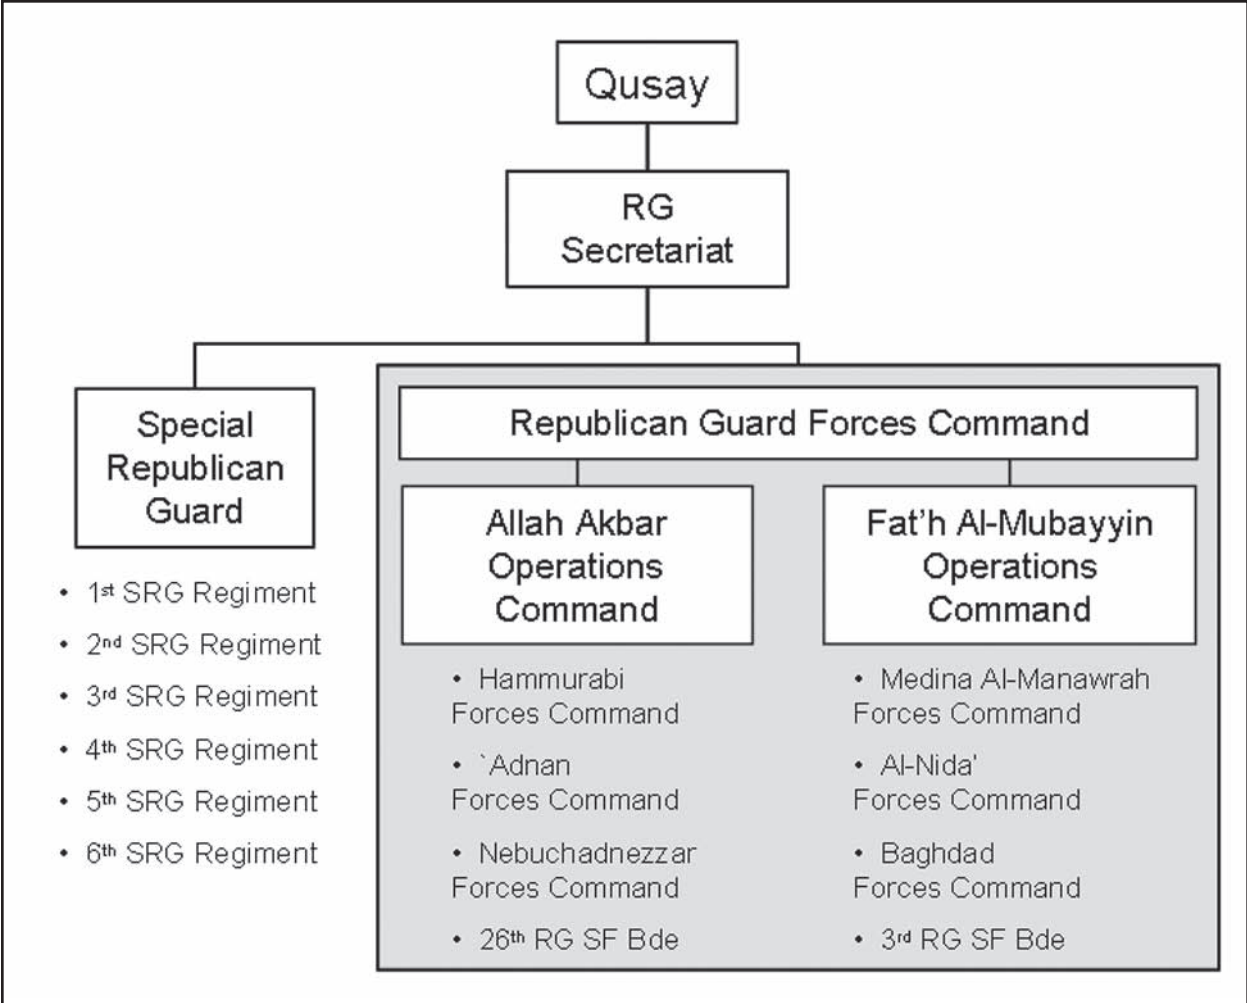 Qusay
RG
Secretariat
Special
Republican
Guard
• 1st SRG Regiment
• 2nd SRG Regiment
• 3rd SRG Regiment
• 4th SRG Regiment
• 5th SRG Regiment
• 6th SRG Regiment
Republican Guard Forces Command
Allah Akbar
Operations
Command
• Hammurabi
Forces Command
• `Adnan
Forces Command
• Nebuchadnezzar
Forces Command
• 26th RG SF Bde
Fat’h Al-Mubayyin
Operations
Command
• Medina Al-Manawrah
Forces Command
• Al-Nida'
Forces Command
• Baghdad
Forces Command
• 3rd RG SF Bde